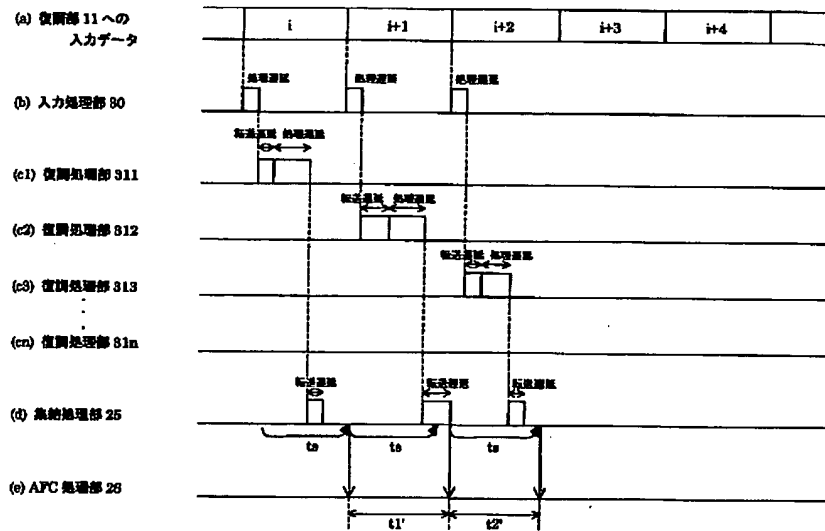 (a) 復調部 11 への
入力データ
i
i+1
i+2
i+3
i+4
処理遅延
処理遅延
処理遅延
(b) 入力処理部 30
転送遅延 処理遅延
(c1) 復調処理部 311
転送遅延 処理遅延
(c2) 復調処理部 312
転送遅延 処理遅延
(c3) 復調処理部 313
(cn) 復調処理部 31n
転送遅延
転送遅延
転送遅延
(d) 集結処理部 25
ts
ts
ts
(e) AFC 処理部 26
t1'
t2'